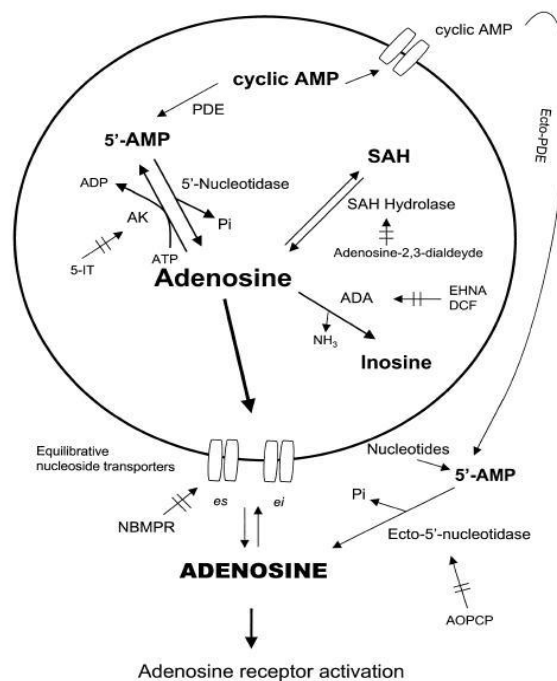 cyclic AMP
cyclic AMP
PDE
Ecto-PDE
5'-AMP
SAH
ADP
5'-Nucleotidase
SAH Hydrolase
AK
Pi
5-IT
ATP
Adenosine-2,3-dialdeyde
Adenosine
ADA
EHNA
DCF
NH3
Inosine
Equilibrative
nucleoside transporters
Nucleotides
5'-AMP
es
ei
Pi
NBMPR
Ecto-5'-nucleotidase
ADENOSINE
AOPCP
Adenosine receptor activation